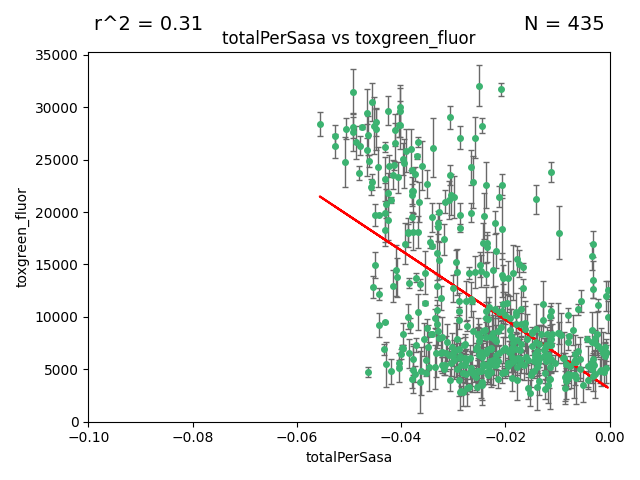 r^2 = 0.31
N = 435
totalPerSasa vs toxgreen_fluor
35000
30000
25000
20000
15000
10000
5000
0
toxgreen_fluor
−0.10
−0.08
−0.06
−0.04
−0.02
0.00
totalPerSasa